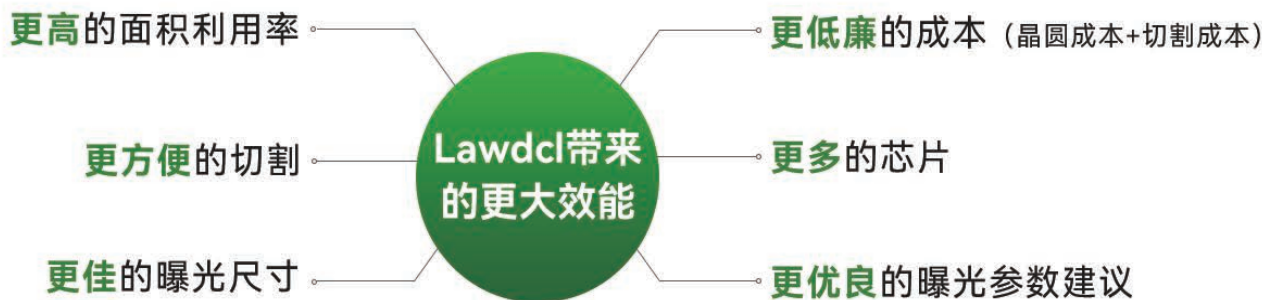 更高的面积利用率
更低廉的成本（晶圆成本+切割成本）
Lawdcl带来
的更大效能
更方便的切割
更多的芯片
更佳的曝光尺寸
更优良的曝光参数建议